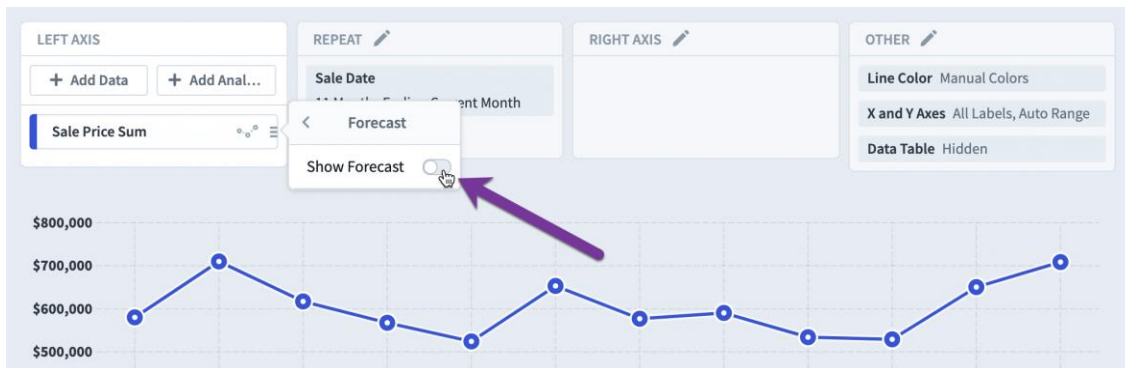 LEFT AXIS
+ Add Data
+ Add Anal...
Sale Price Sum
REPEAT
Sale Date
Forecast
Show Forecast
RIGHT AXIS
OTHER
Line Color Manual Colors
X and Y Axes All Labels, Auto Range
Data Table Hidden
$800,000
$700,000
$600,000
$500,000